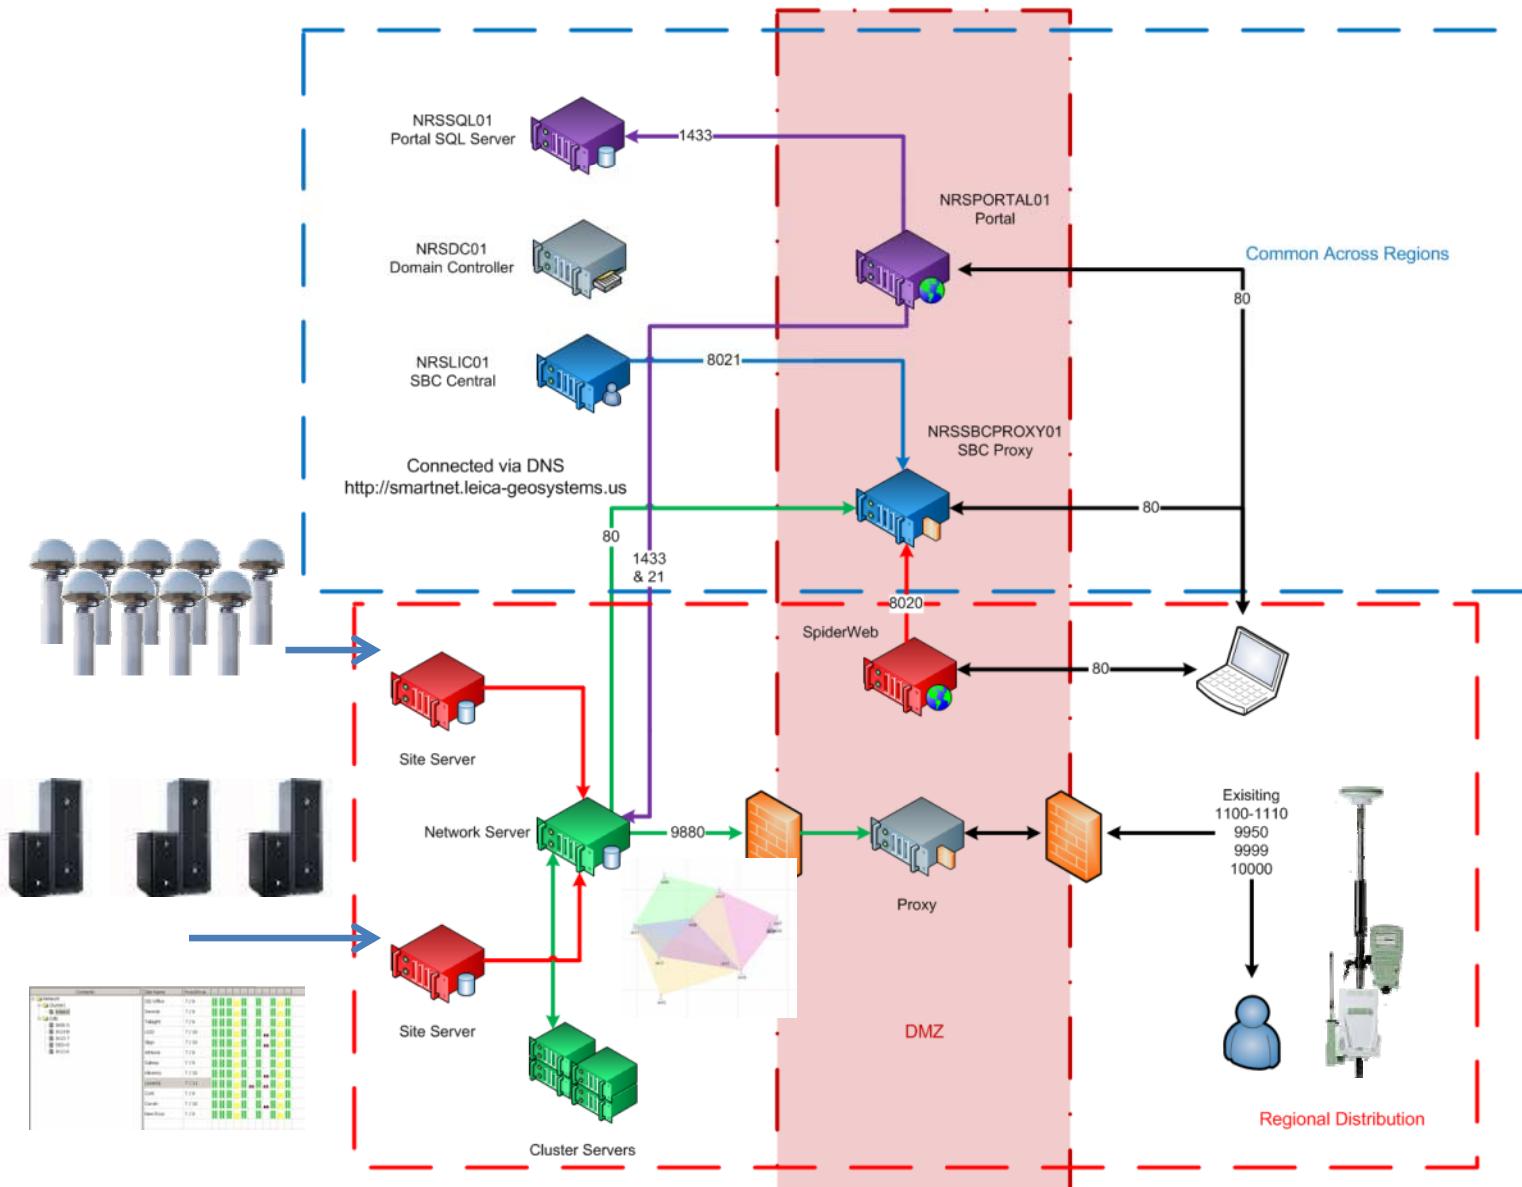 NRSSQL01
Portal SQL Server
1433
NRSPORTAL01
Portal
NRSDC01
Domain Controller
Common Across Regions
80
NRSLIC01
SBC Central
8021
NRSSBCPROXY01
SBC Proxy
Connected via DNS
http://smartnet.leica-geosystems.us
80
80
1433
& 21
8020
SpiderWeb
80
Site Server
Network Server
9880
Exisiting
1100-1110
9950
9999
10000
Proxy
Site Server
DMZ
Cluster Servers
Regional Distribution